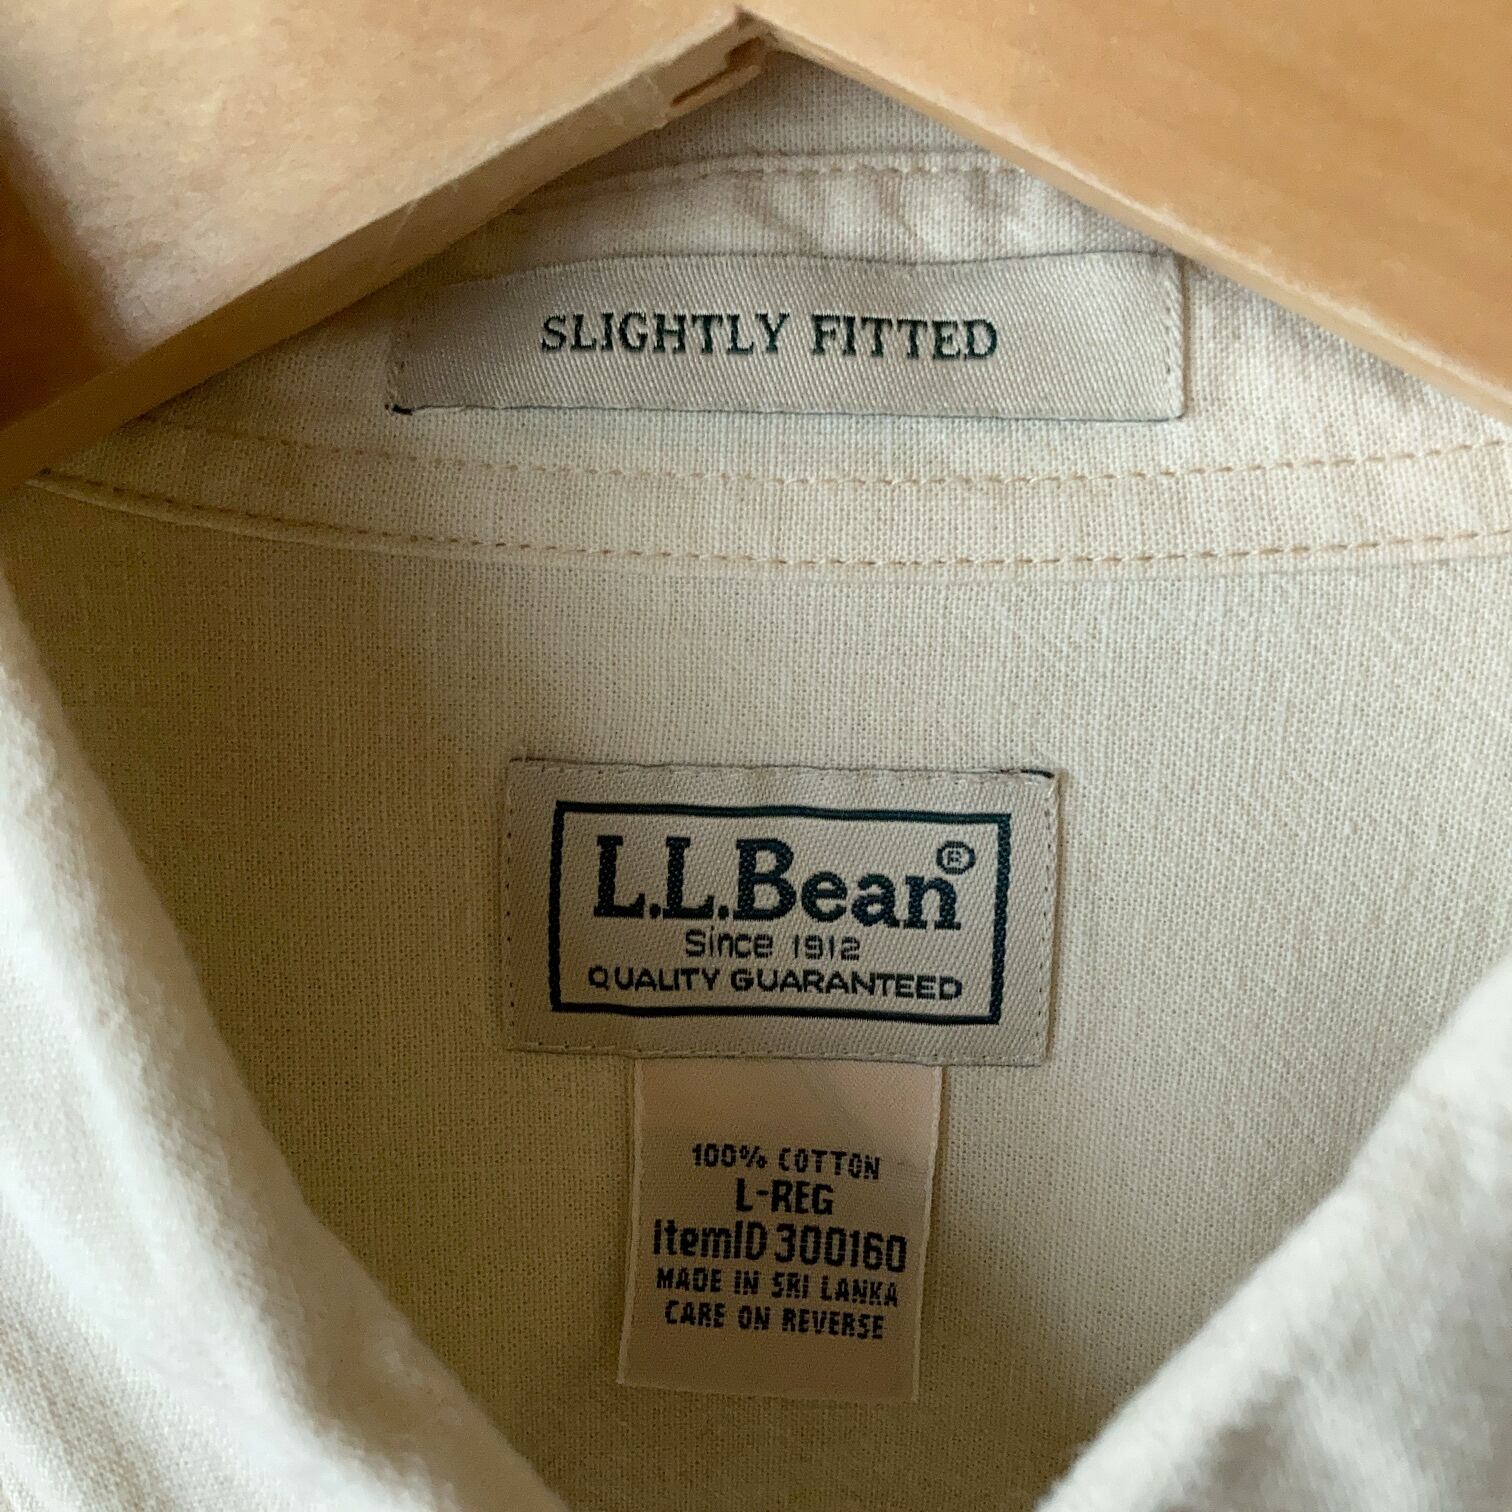 SLIGHTLY FITTED
L.L.Bean®
Since 1912
QUALITY GUARANTEED
100% COTTON
L-REG
ItemID 300160
MADE IN SRI LANKA
CARE ON REVERSE